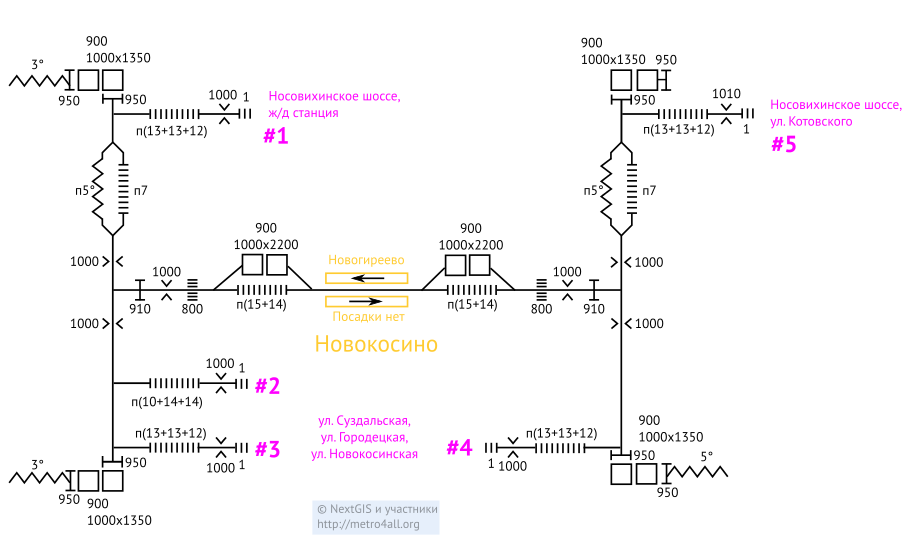 900
1000x1350
3°
950
950
1000
1
Носовихинское шоссе,
ж/д станция
#1
п(13+13+12)
п5°
п7
1000
1000
910
800
900
1000x2200
п(15+14)
1000
Новогиреево
Посадки нет
Новокосино
900
1000x2200
п(15+14)
800
1000
910
900
1000x1350
950
950
1010
1
Носовихинское шоссе,
ул. Котовского
#5
п(13+13+12)
п5°
п7
1000
1000
1000
1
#2
п(10+14+14)
п(13+13+12)
#3
1000
1
950
3°
950
900
1000x1350
ул. Суздальская,
ул. Городецкая,
ул. Новокосинская
#4
п(13+13+12)
1
1000
900
1000x1350
950
5°
950
© NextGIS и участники
http://metro4all.org